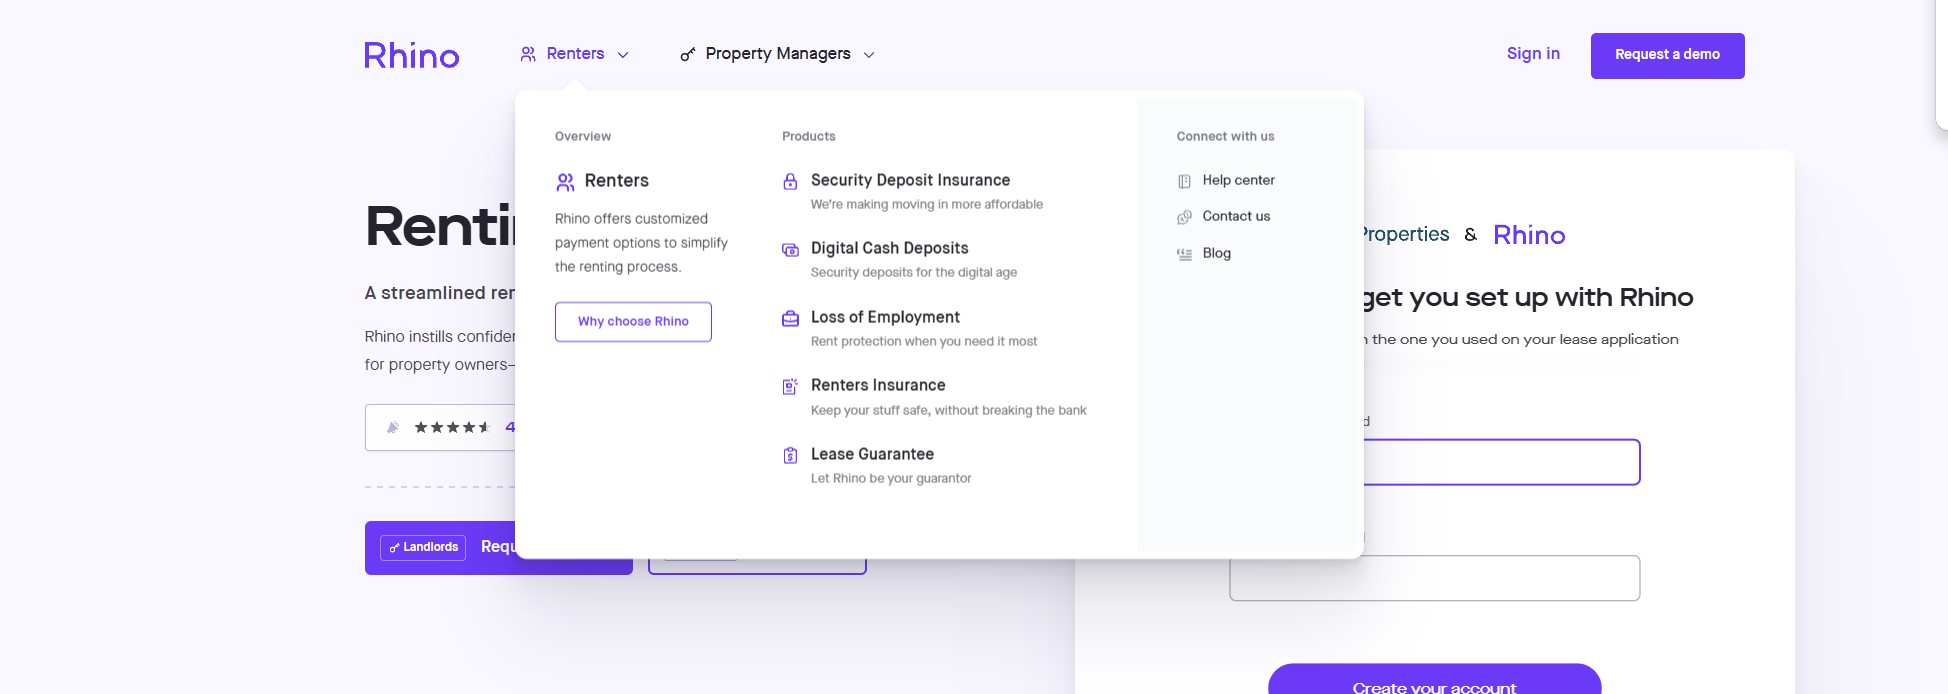 Rhino
Renters
Property Managers
Sign in
Request a demo
Overview
Renters
Rhino offers customized
payment options to simplify
the renting process.
Why choose Rhino
Products
Security Deposit Insurance
We're making moving in more affordable
Digital Cash Deposits
Security deposits for the digital age
Loss of Employment
Rent protection when you need it most
Renters Insurance
Keep your stuff safe, without breaking the bank
Lease Guarantee
Let Rhino be your guarantor
Connect with us
Help center
Contact us
Blog
A streamlined
Rhino instills
for property owners—
4
Landlords
Properties & Rhino
get you set up with Rhino
the one you used on your lease application
Create your account